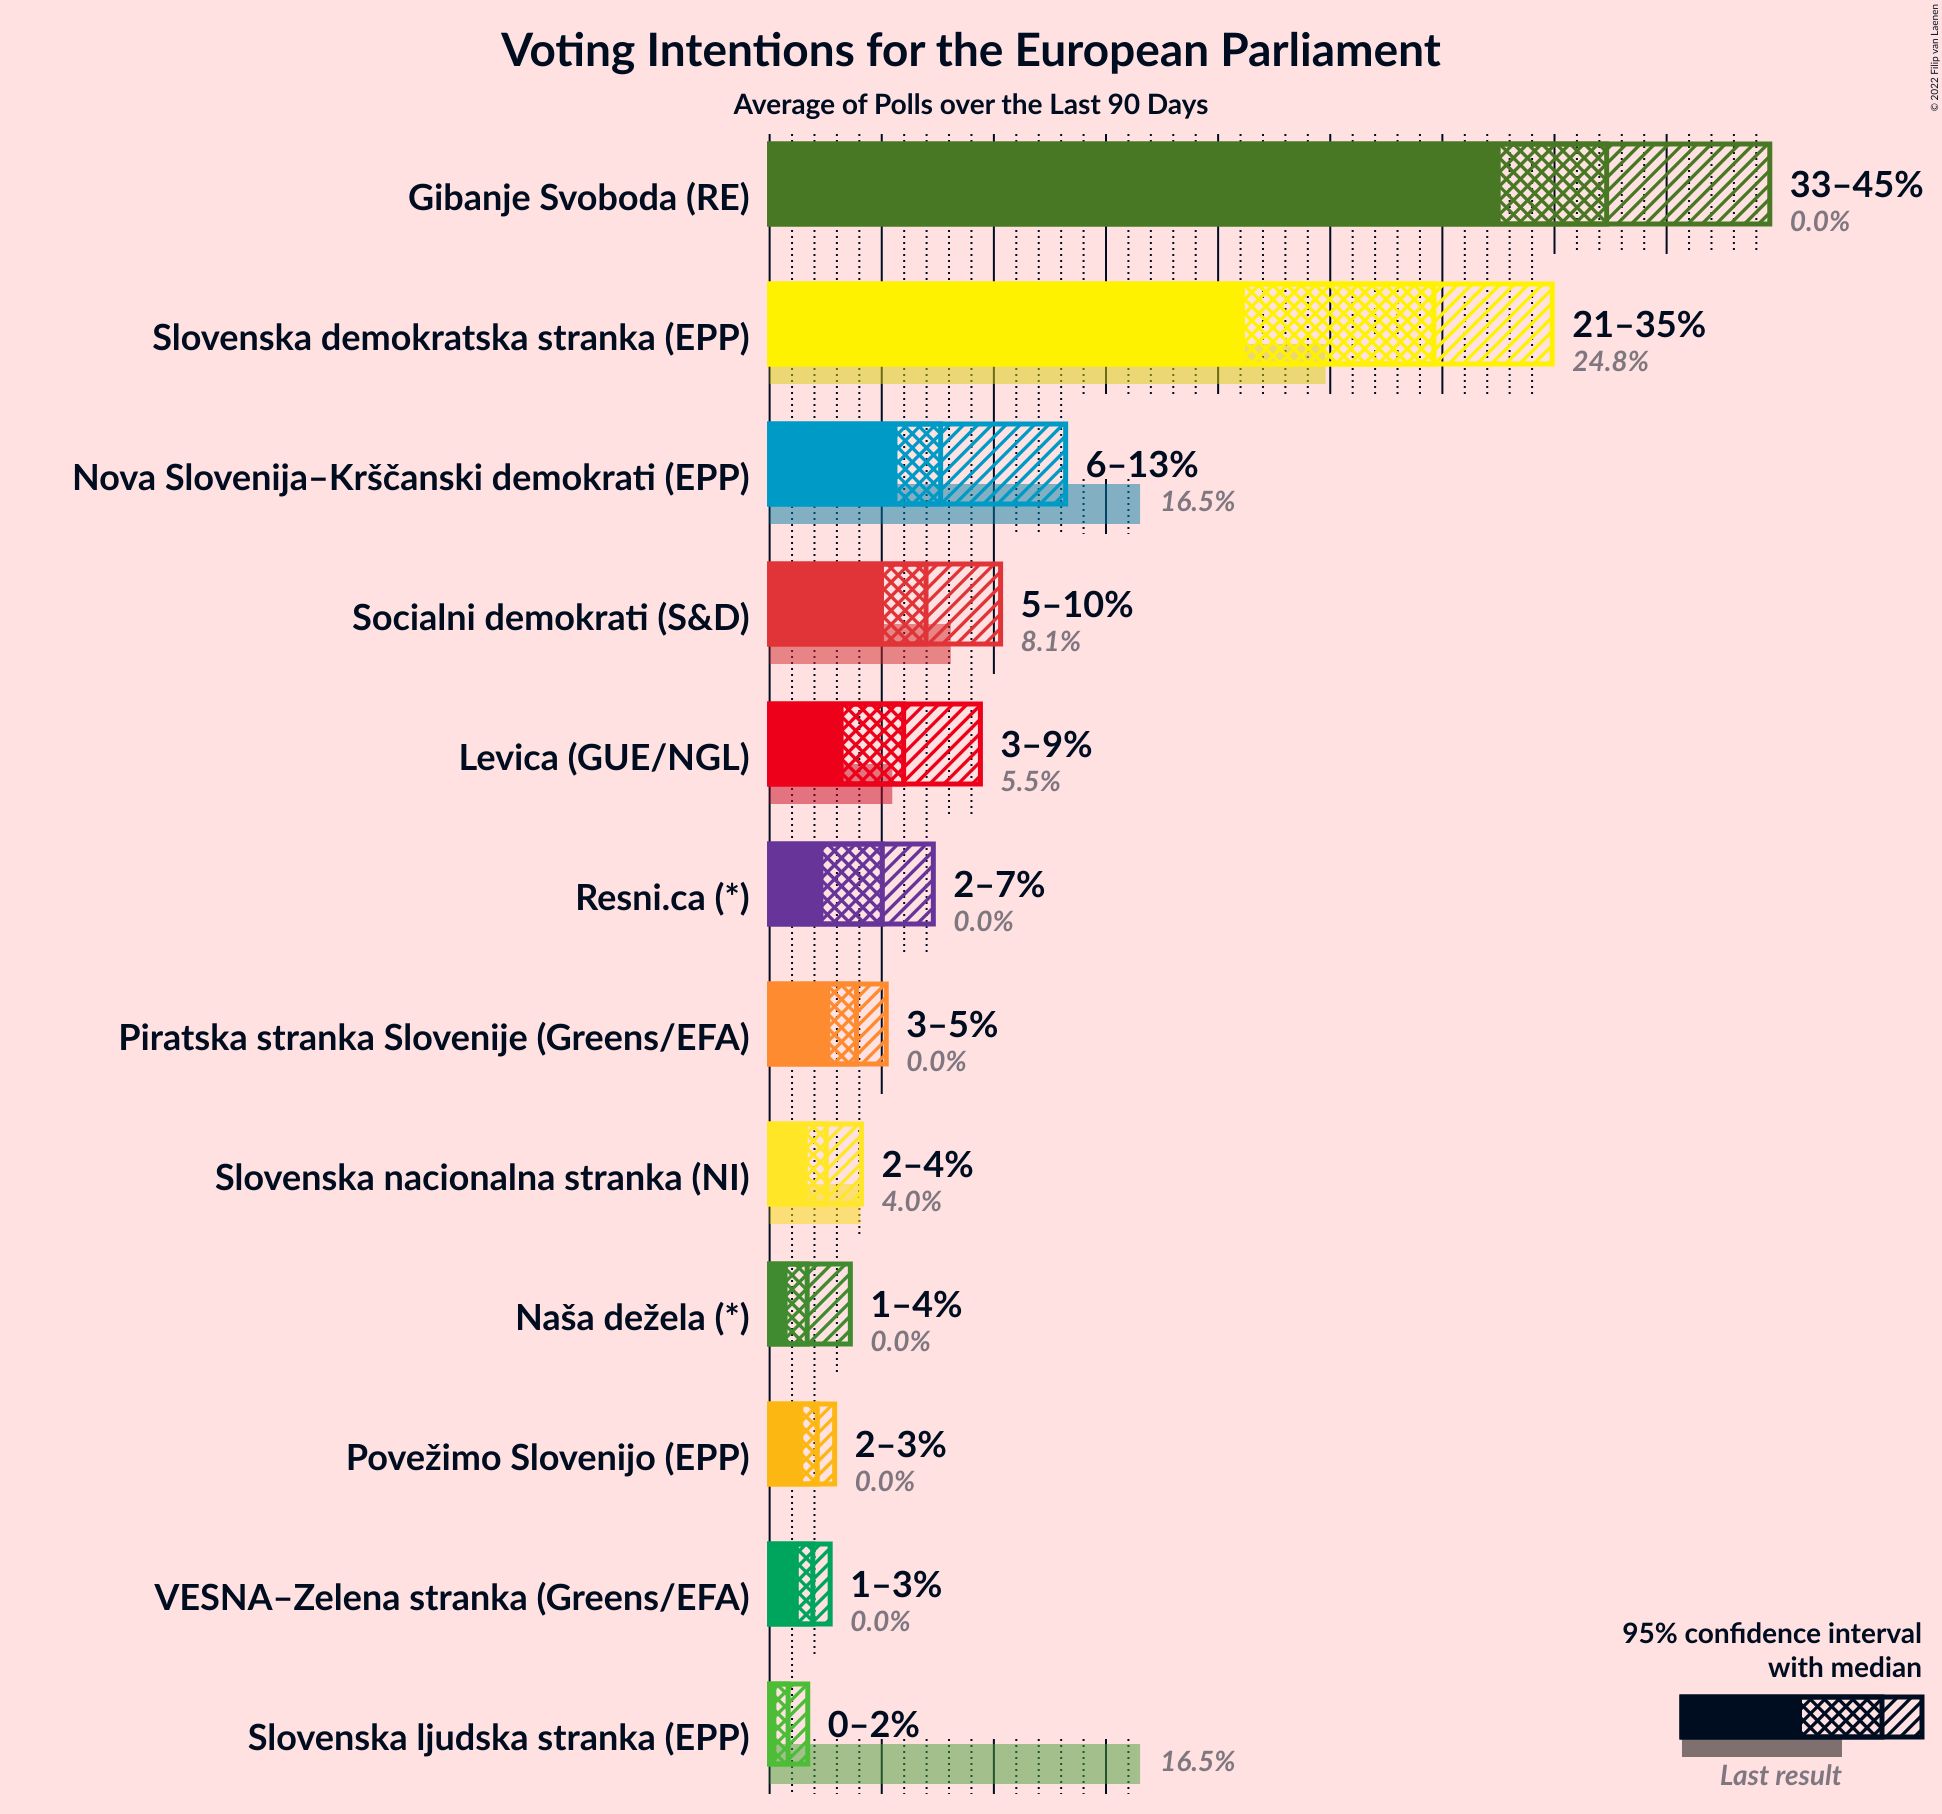 Voting Intentions for the European Parliament
Average of Polls over the Last 90 Days
© 2022 Filip van Laenen
Gibanje Svoboda (RE)
33–45%
0.0%
Slovenska demokratska stranka (EPP)
21–35%
24.8%
Nova Slovenija–Krščanski demokrati (EPP)
6–13%
16.5%
Socialni demokrati (S&D)
5–10%
8.1%
Levica (GUE/NGL)
3–9%
5.5%
Resni.ca (*)
2–7%
0.0%
Piratska stranka Slovenije (Greens/EFA)
3–5%
0.0%
Slovenska nacionalna stranka (NI)
2–4%
4.0%
Naša dežela (*)
1–4%
0.0%
Povežimo Slovenijo (EPP)
2–3%
0.0%
VESNA–Zelena stranka (Greens/EFA)
1–3%
0.0%
Slovenska ljudska stranka (EPP)
0–2%
16.5%
95% confidence interval
with median
Last result